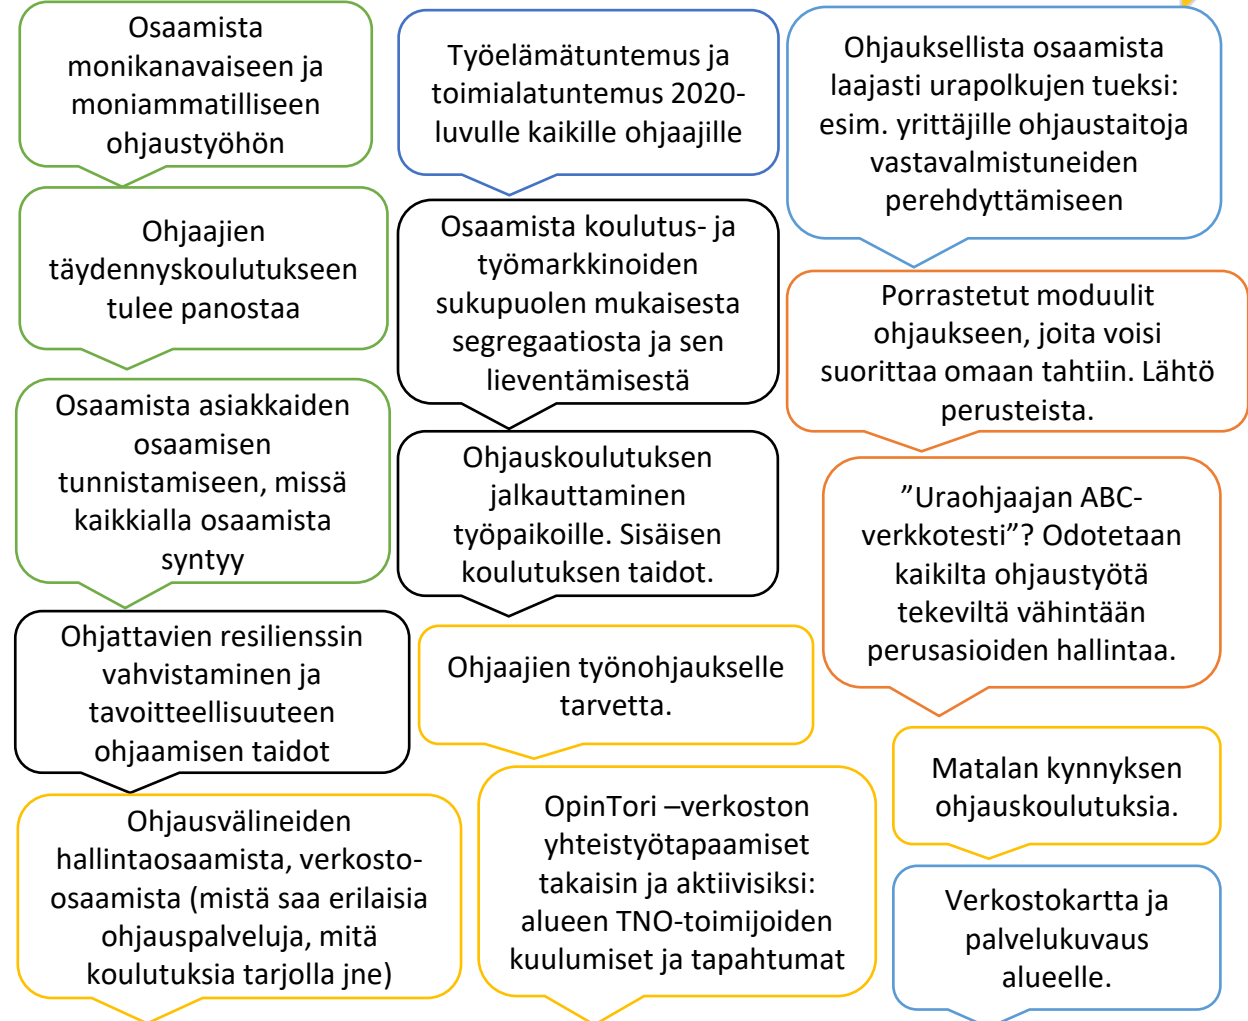 Osaamista
monikanavaiseen ja
moniammatilliseen
ohjaustyöhön
Ohjaajien
täydennyskoulutukseen
tulee panostaa
Osaamista asiakkaiden
osaamisen
tunnistamiseen, missä
kaikkialla osaamista
syntyy
Ohjattavien resilienssin
vahvistaminen ja
tavoitteellisuuteen
ohjaamisen taidot
Ohjausvälineiden
hallintaosaamista, verkosto-
osaamista (mistä saa erilaisia
ohjauspalveluja, mitä
koulutuksia tarjolla jne)
Työelämätuntemus ja
toimialatuntemus 2020-
luvulle kaikille ohjaajille
Osaamista koulutus- ja
työmarkkinoiden
sukupuolen mukaisesta
segregaatiosta ja sen
lieventämisestä
Ohjauskoulutuksen
jalkauttaminen
työpaikoille. Sisäisen
koulutuksen taidot.
Ohjaajien työnohjaukselle
tarvetta.
OpinTori –verkoston
yhteistyötapaamiset
takaisin ja aktiivisiksi:
alueen TNO-toimijoiden
kuulumiset ja tapahtumat
Ohjauksellista osaamista
laajasti urapolkujen tueksi:
esim. yrittäjille ohjaustaitoja
vastavalmistuneiden
perehdyttämiseen
Porrastetut moduulit
ohjaukseen, joita voisi
suorittaa omaan tahtiin. Lähtö
perusteista.
”Uraohjaajan ABC-
verkkotesti”? Odotetaan
kaikilta ohjaustyötä
tekeviltä vähintään
perusasioiden hallintaa.
Matalan kynnyksen
ohjauskoulutuksia.
Verkostokartta ja
palvelukuvaus
alueelle.